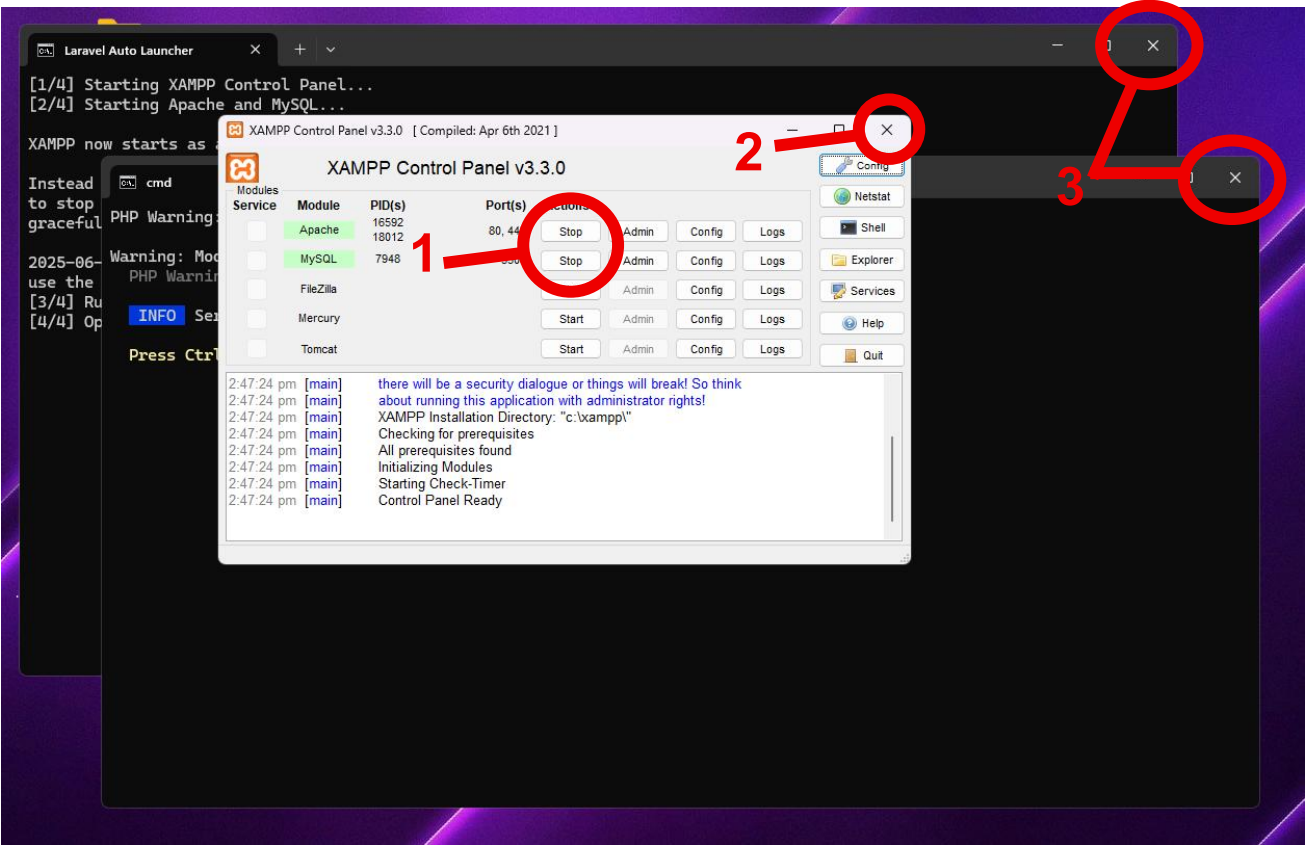 Laravel Auto Launcher
[1/4] Starting XAMPP Control Panel...
[2/4] Starting Apache and MySQL...
XAMPP now starts as
Instead
to stop
graceful
2025-06-
use the
[3/4] Ru
[4/4] Op
cmd
PHP Warning:
Warning: Mod
PHP Warnin
INFO Ser
Press Ctrl
XAMPP Control Panel v3.3.0 [ Compiled: Apr 6th 2021 ]
2
XAMPP Control Panel v3.3.0
Modules
Service Module PID(s) Port(s) Actions
Apache 16592 80, 44 Stop Admin Config Logs
18012
MySQL 7948 Stop Admin Config Logs
FileZilla Admin Config Logs
Mercury Start Admin Config Logs
Tomcat Start Admin Config Logs
1
Config
Netstat
Shell
Explorer
Services
Help
Quit
3
2:47:24 pm [main] there will be a security dialogue or things will break! So think
2:47:24 pm [main] about running this application with administrator rights!
2:47:24 pm [main] XAMPP Installation Directory: "c:\xampp\"
2:47:24 pm [main] Checking for prerequisites
2:47:24 pm [main] All prerequisites found
2:47:24 pm [main] Initializing Modules
2:47:24 pm [main] Starting Check-Timer
2:47:24 pm [main] Control Panel Ready